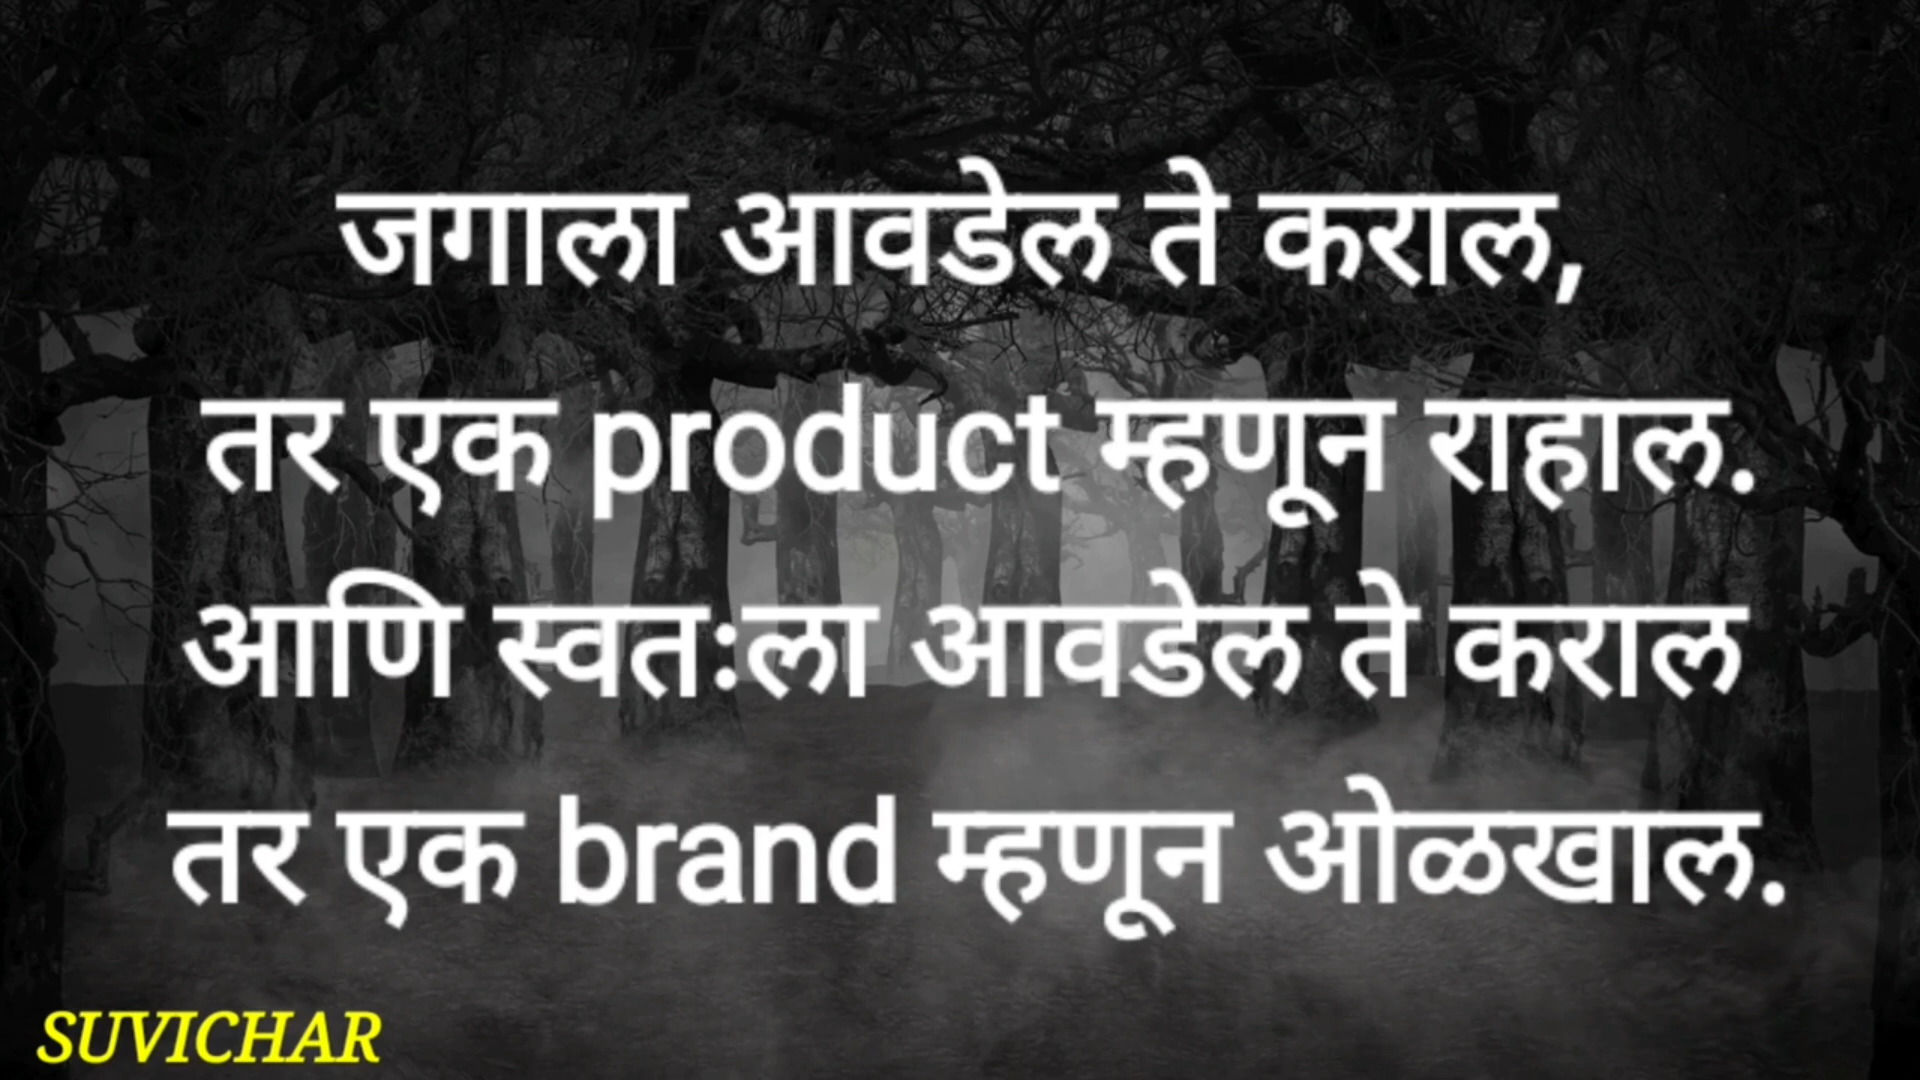 जगाला आवडेल ते कराल,
तर एक product म्हणून राहाल.
आणि स्वतःला आवडेल ते कराल
तर एक brand म्हणून ओळखाल.
SUVICHAR